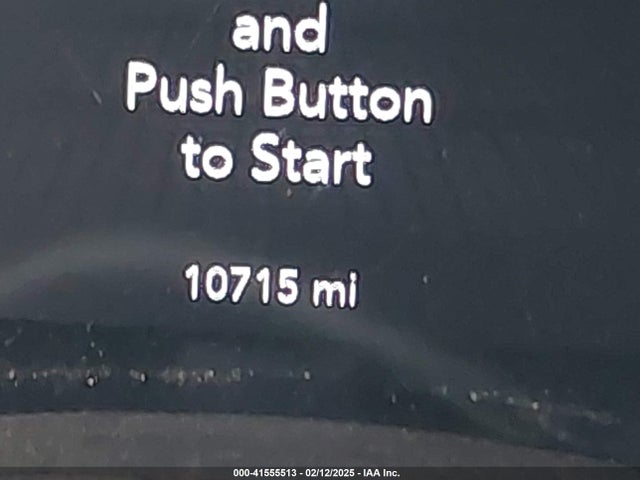 and
Push Button
to Start
10715 mi
000-41555513 - 02/12/2025 - IAA Inc.